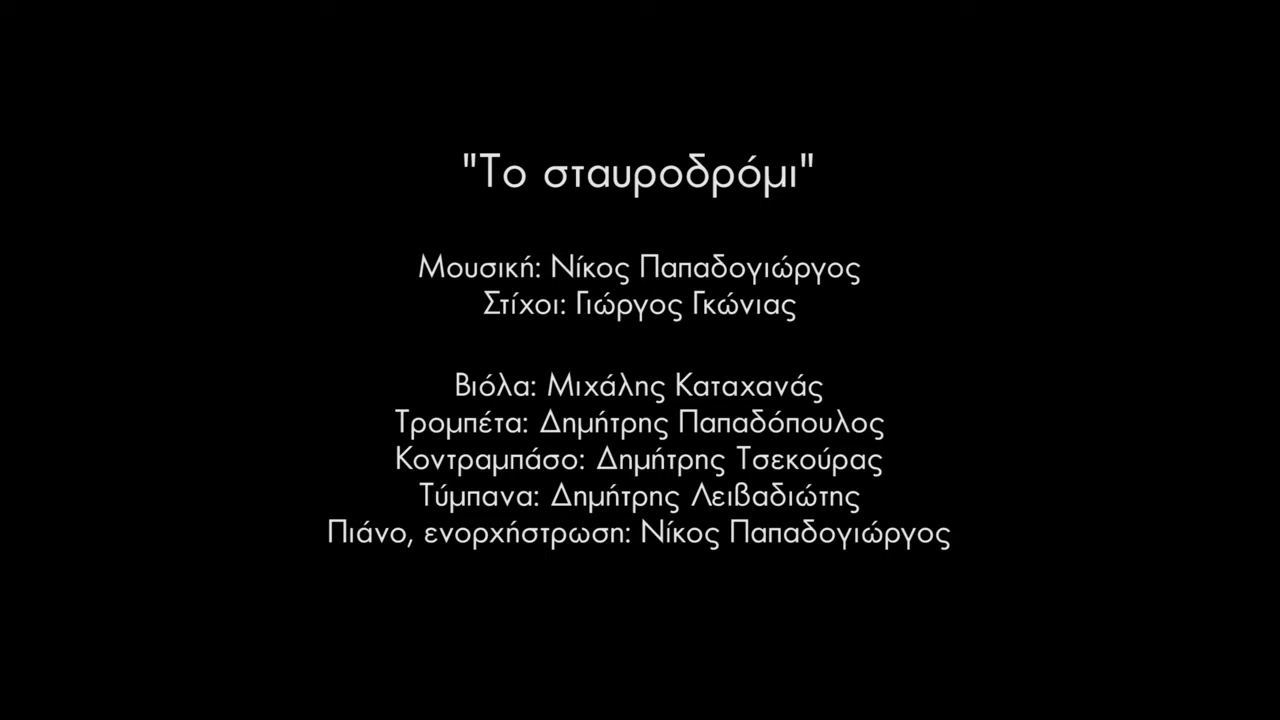 "Το σταυροδρόμι"
Μουσική: Νίκος Παπαδογιώργος
Στίχοι: Γιώργος Γκώνιας
Βιόλα: Μιχάλης Καταχανάς
Τρομπέτα: Δημήτρης Παπαδόπουλος
Κοντραμπάσο: Δημήτρης Τσεκούρας
Τύμπανα: Δημήτρης Λειβαδιώτης
Πιάνο, ενορχήστρωση: Νίκος Παπαδογιώργος